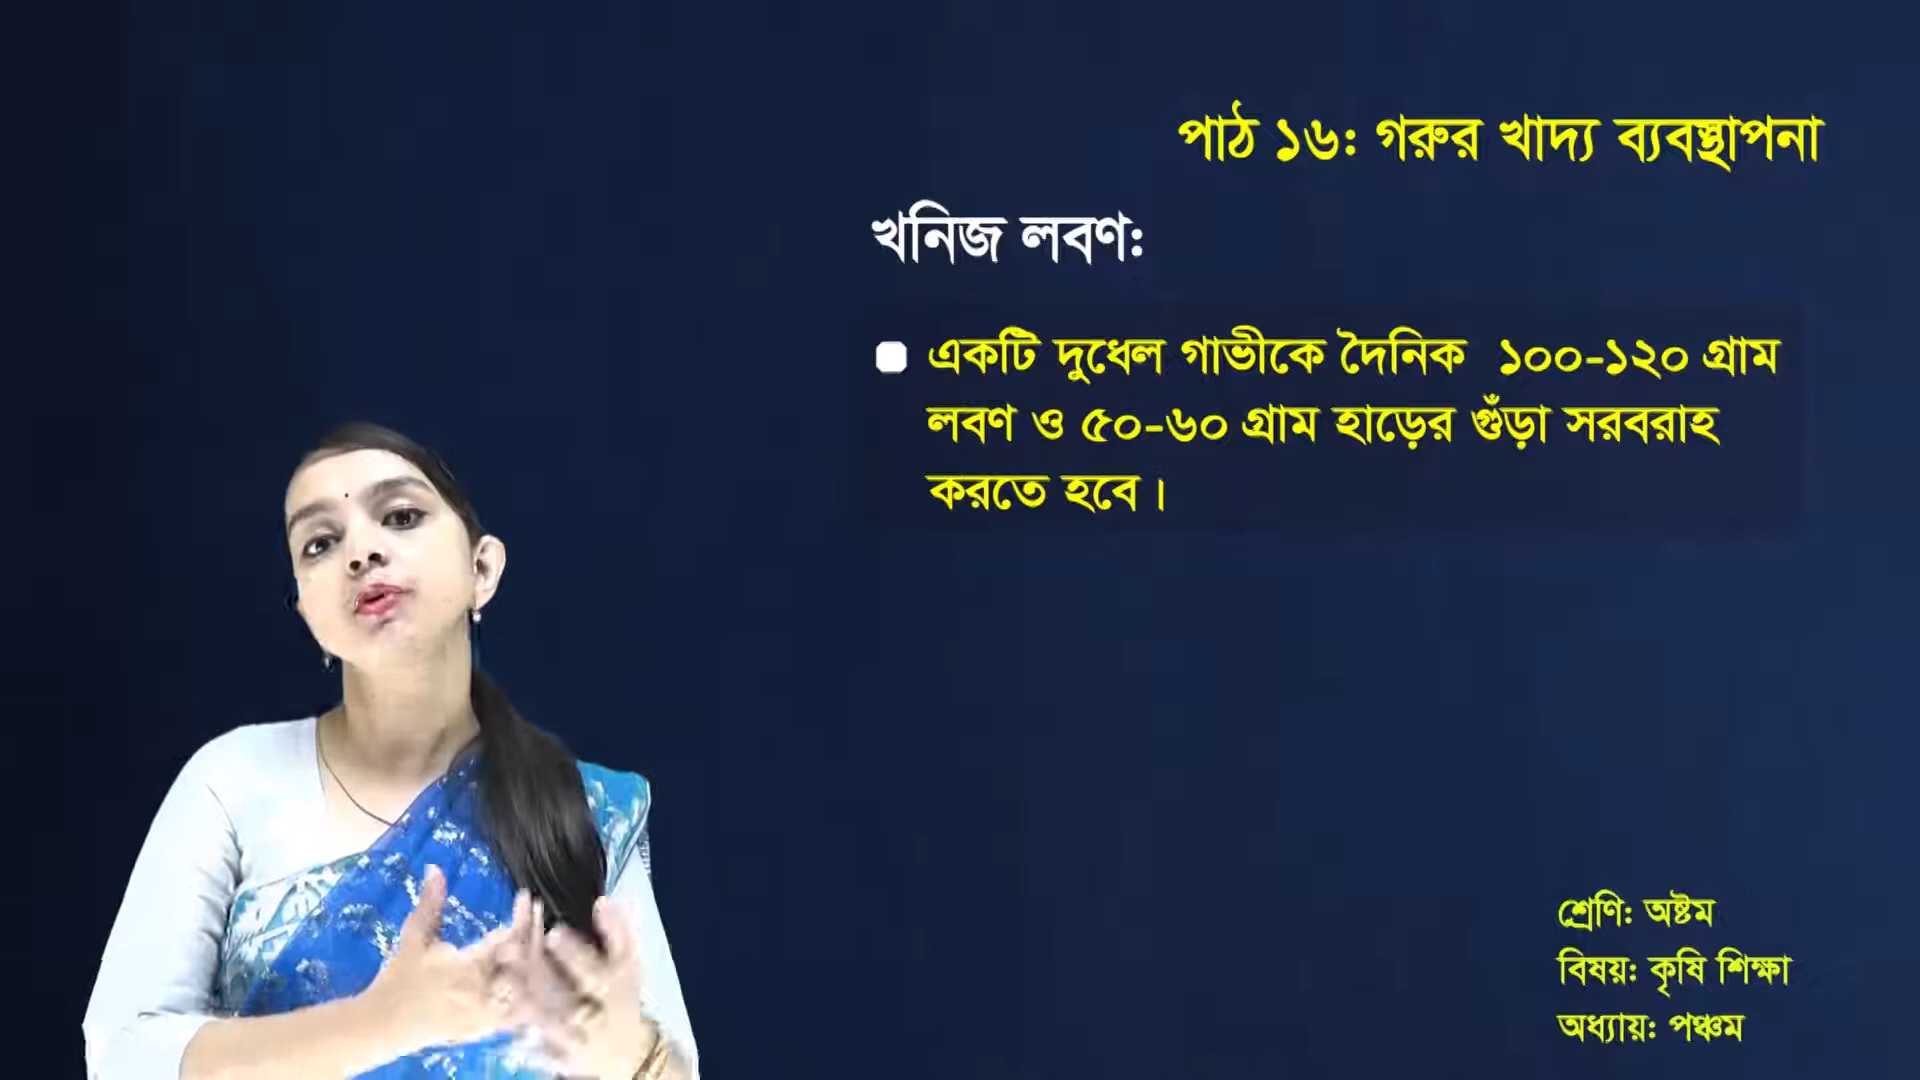 পাঠ ১৬: গরুর খাদ্য ব্যবস্থাপনা
খনিজ লবণ:
একটি দুধেল গাভীকে দৈনিক ১০০-১২০ গ্রাম
লবণ ও ৫০-৬০ গ্রাম হাড়ের গুঁড়া সরবরাহ
করতে হবে।
শ্রেণি: অষ্টম
বিষয়: কৃষি শিক্ষা
অধ্যায়: পঞ্চম